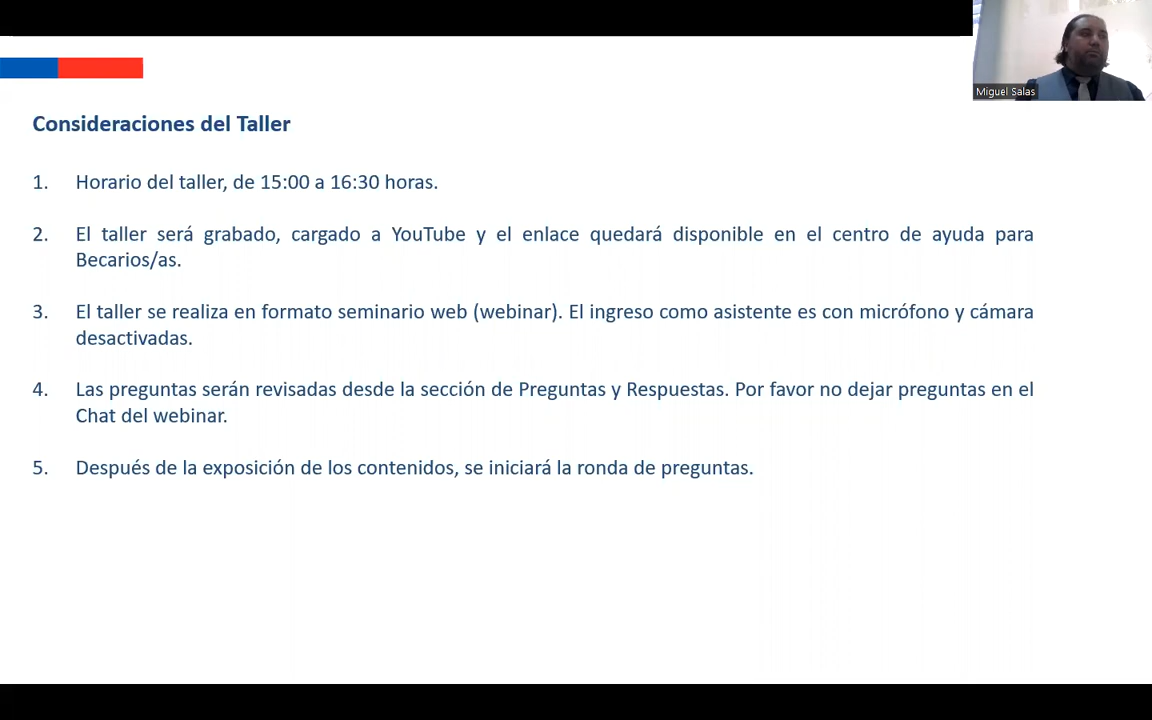 Miguel Salas
Consideraciones del Taller
1. Horario del taller, de 15:00 a 16:30 horas.
2. El taller será grabado, cargado a YouTube y el enlace quedará disponible en el centro de ayuda para
Becarios/as.
3. El taller se realiza en formato seminario web (webinar). El ingreso como asistente es con micrófono y cámara
desactivadas.
4. Las preguntas serán revisadas desde la sección de Preguntas y Respuestas. Por favor no dejar preguntas en el
Chat del webinar.
5. Después de la exposición de los contenidos, se iniciará la ronda de preguntas.